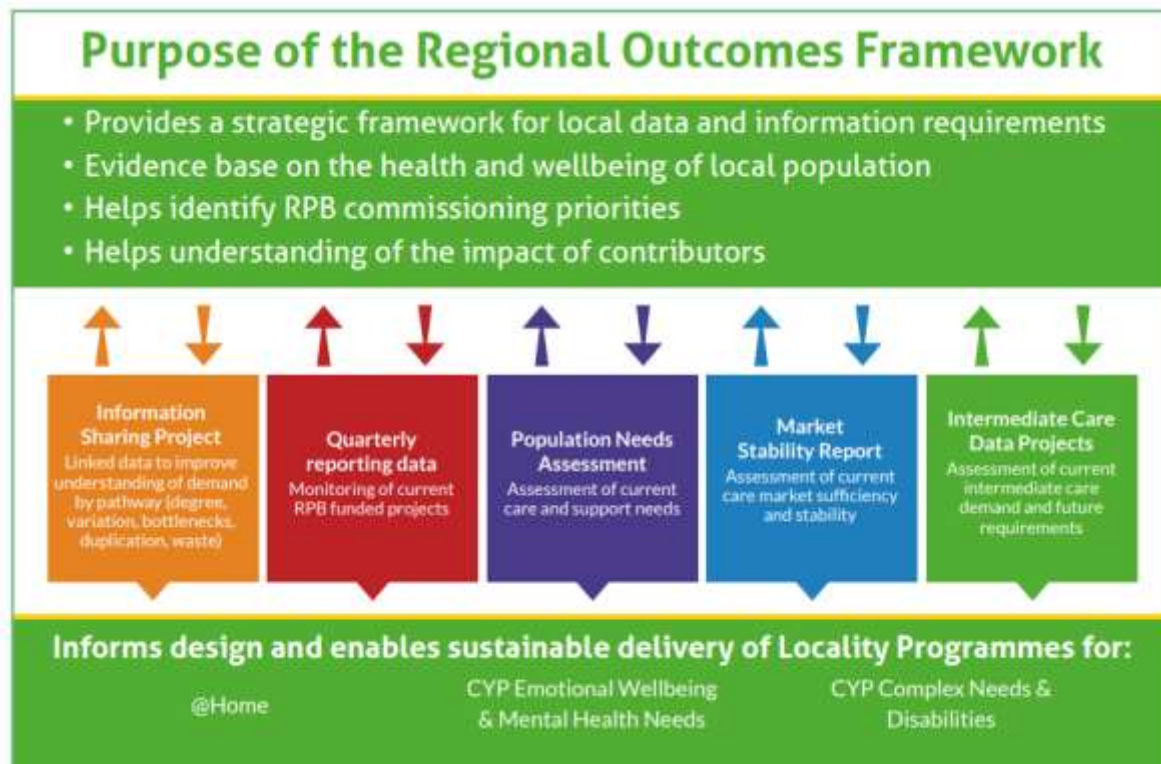 Purpose of the Regional Outcomes Framework
• Provides a strategic framework for local data and information requirements
• Evidence base on the health and wellbeing of local population
• Helps identify RPB commissioning priorities
• Helps understanding of the impact of contributors
Information
Sharing Project
Linked data to improve
understanding of demand
by pathway (degree,
variation, bottlenecks,
duplication, waste)
Quarterly
reporting data
Monitoring of current
RPB funded projects
Population Needs
Assessment
Assessment of current
care and support needs
Market
Stability Report
Assessment of current
care market sufficiency
and stability
Intermediate Care
Data Projects
Assessment of current
intermediate care
demand and future
requirements
Informs design and enables sustainable delivery of Locality Programmes for:
@Home
CYP Emotional Wellbeing
& Mental Health Needs
CYP Complex Needs &
Disabilities